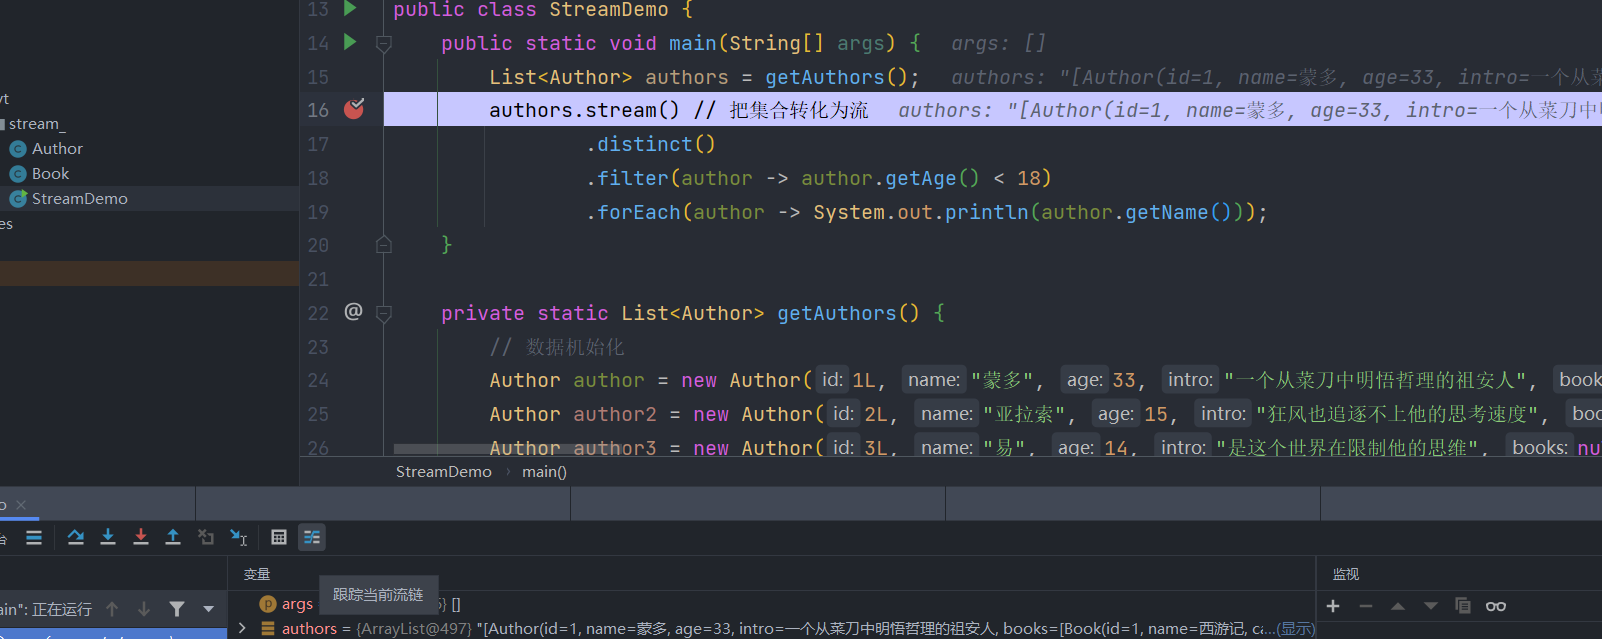 13 public class StreamDemo {
14 public static void main(String[] args) { args: []
15 List<Author> authors = getAuthors(); authors: "[Author(id=1, name=蒙多, age=33, intro=一个从菜
16 authors.stream() // 把集合转化为流 authors: "[Author(id=1, name=蒙多, age=33, intro=一个从菜刀中
17 .distinct()
18 .filter(author -> author.getAge() < 18)
19 .forEach(author -> System.out.println(author.getName()));
20 }
21
22 @ private static List<Author> getAuthors() {
23 // 数据机始化
24 Author author = new Author( id: 1L, name: "蒙多", age: 33, intro: "一个从菜刀中明悟哲理的祖安人", book
25 Author author2 = new Author( id: 2L, name: "亚拉索", age: 15, intro: "狂风也追逐不上他的思考速度", boo
26 Author author3 = new Author( id: 3L, name: "易", age: 14, intro: "是这个世界在限制他的思维", books: nu
vt
stream_
Author
Book
StreamDemo
es
StreamDemo › main()
o
台
变量
监视
ain": 正在运行
跟踪当前流链
args
[]
authors = {ArrayList@497} "[Author(id=1, name=蒙多, age=33, intro=一个从菜刀中明悟哲理的祖安人, books=[Book(id=1, name=西游记, ca...(显示)